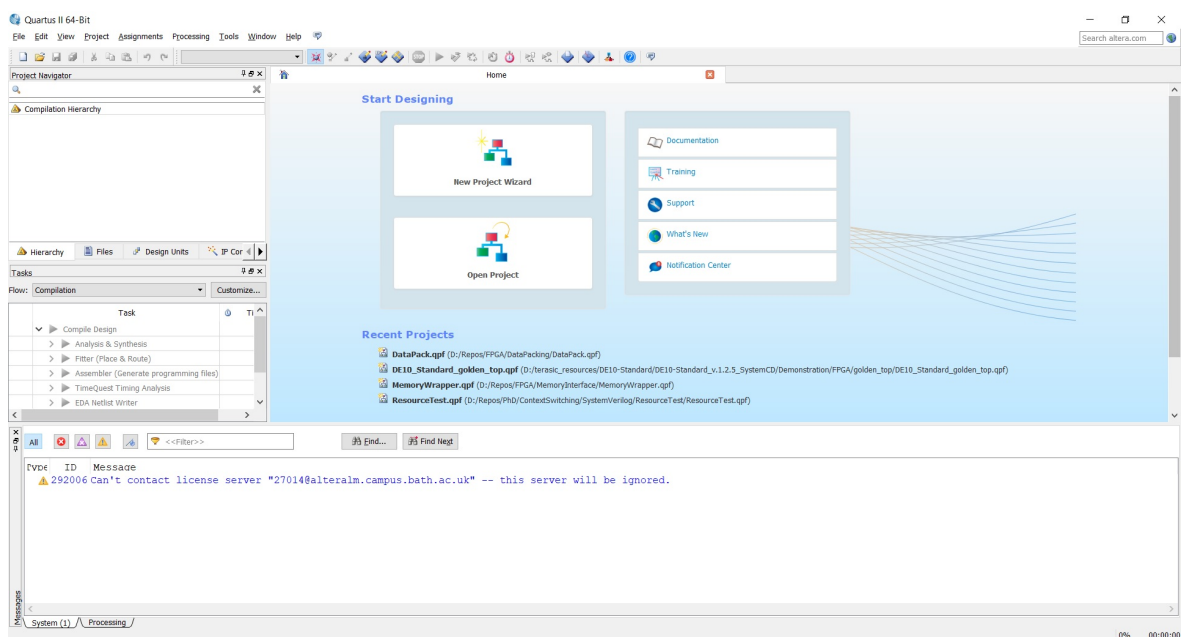 Quartus II 64-Bit
File Edit View Project Assignments Processing Tools Window Help
Search altera.com
Project Navigator
Home
Compilation Hierarchy
Hierarchy Files Design Units IP Cor
Tasks
Flow: Compilation Customize...
Task
Compile Design
Analysis & Synthesis
Fitter (Place & Route)
Assembler (Generate programming files)
TimeQuest Timing Analysis
EDA Netlist Writer
Start Designing
New Project Wizard
Open Project
Documentation
Training
Support
What's New
Notification Center
Recent Projects
DataPack.qpf (D:/Repos/FPGA/DataPacking/DataPack.qpf)
DE10_Standard_golden_top.qpf (D:/terasic_resources/DE10-Standard/DE10-Standard_v.1.2.5_SystemCD/Demonstration/FPGA/golden_top/DE10_Standard_golden_top.qpf)
MemoryWrapper.qpf (D:/Repos/FPGA/MemoryInterface/MemoryWrapper.qpf)
ResourceTest.qpf (D:/Repos/PhD/ContextSwitching/SystemVerilog/ResourceTest/ResourceTest.qpf)
All <<Filter>> Find... Find Next
Type ID Message
292006 Can't contact license server "27014@alteralm.campus.bath.ac.uk" -- this server will be ignored.
Messages
System (1) Processing
0% 00:00:00